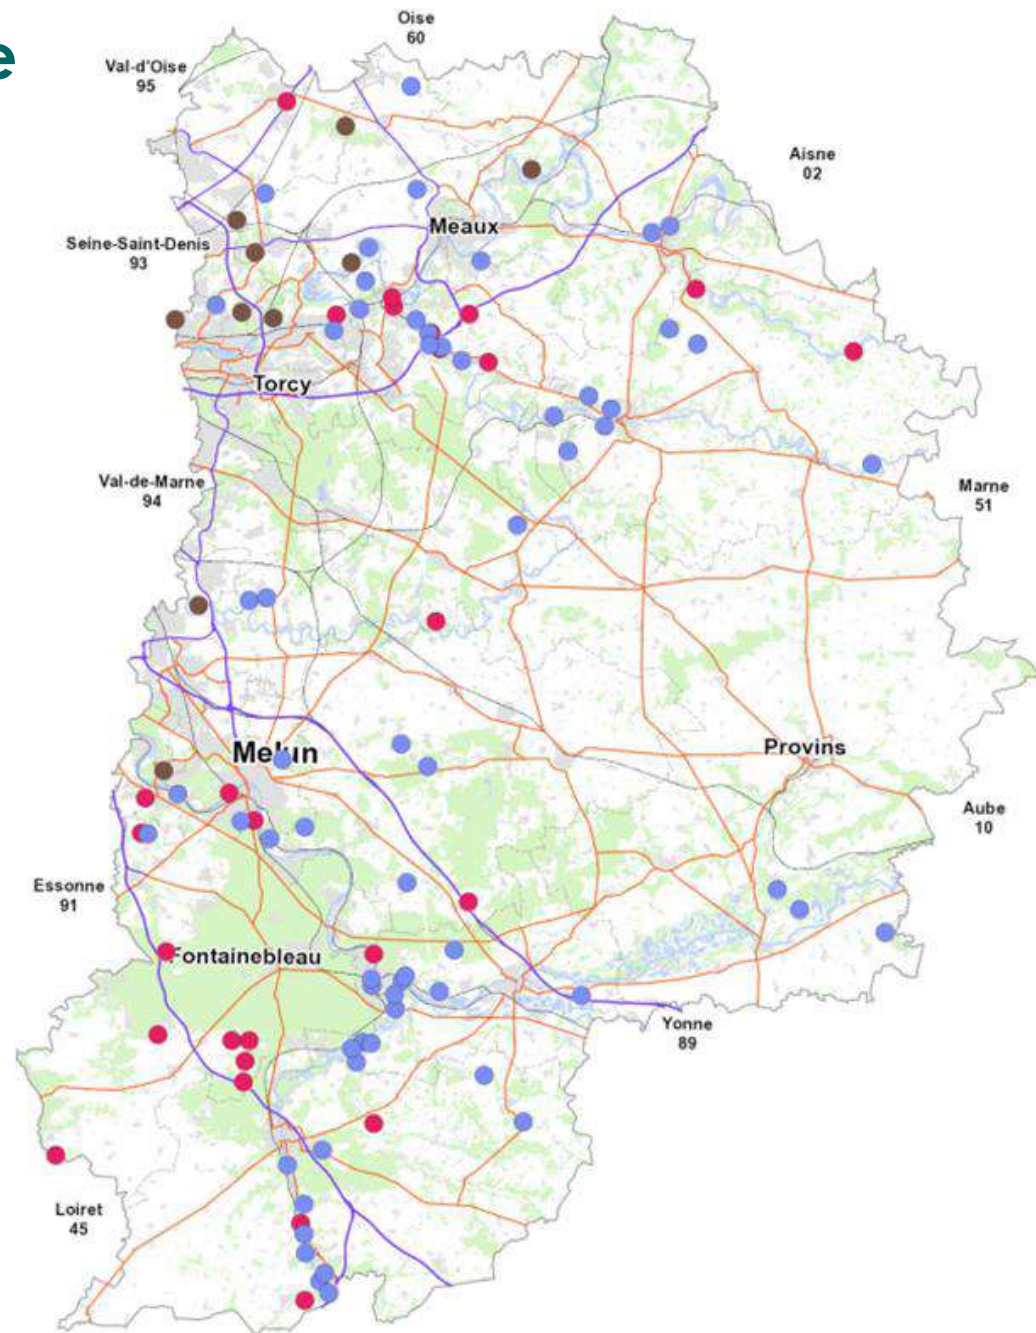 e
Oise
60
Val-d'Oise
95
Aisne
02
Meaux
Seine-Saint-Denis
93
Torcy
Val-de-Marne
94
Marne
51
Melun
Provins
Aube
10
Essonne
91
Fontainebleau
Yonne
89
Loiret
45